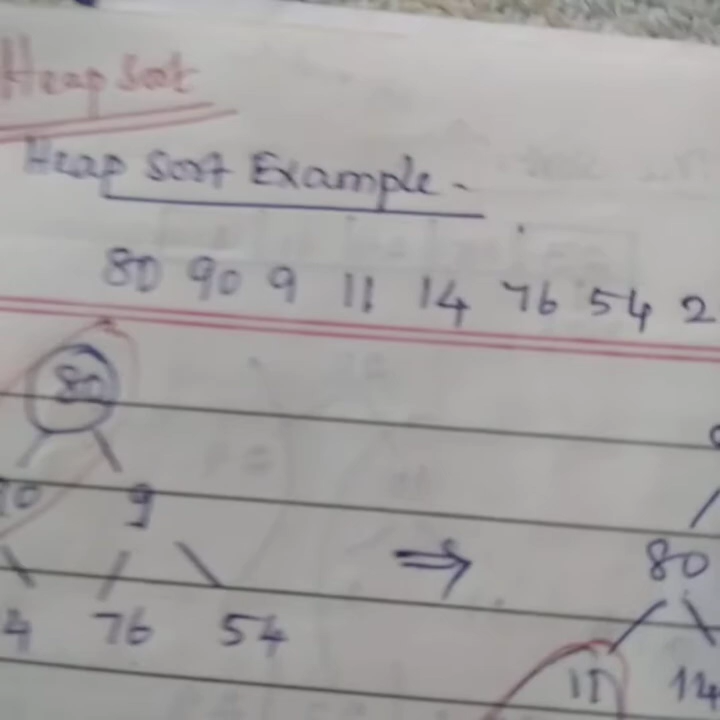 Heap Sort
Heap Sort Example -
80 90 9 11 14 76 54 2
80
9
80
76 54
11 14